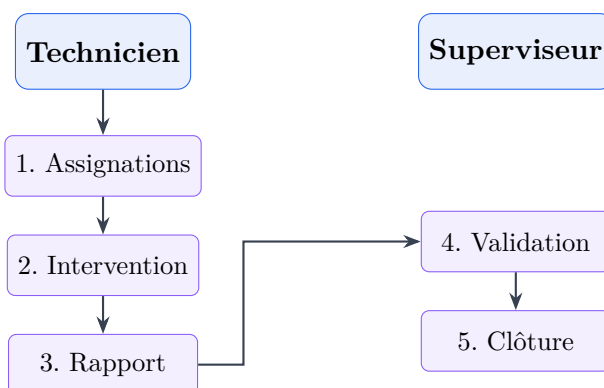 Technicien
Superviseur
1. Assignations
2. Intervention
3. Rapport
4. Validation
5. Clôture